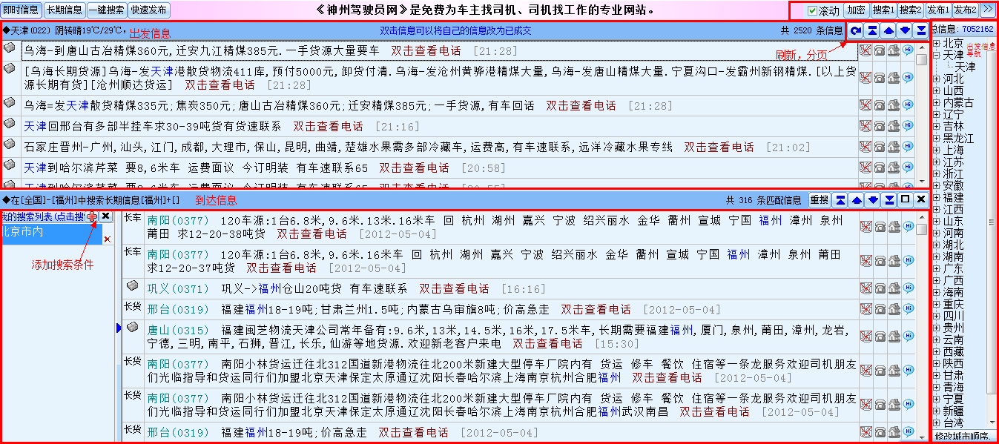 即时信息 长期信息 一键搜索 快速发布 《神州驾驶员网》是免费为车主找司机、司机找工作的专业网站。 滚动 加密 搜索1 搜索2 发布1 发布2 >>
◆天津(022) 阴转晴19℃/29℃, 出发信息 双击信息可以将自己的信息改为已成交 共 2520 条信息
乌海-到唐山古冶精煤360元,迁安九江精煤385元.一手货源大量要车 双击查看电话 [21:28]
刷新，分页
[乌海长期货源]乌海-发天津港散货物流411库,预付5000元,卸货付清.乌海-发沧州黄骅港精煤大量,乌海-发唐山精煤大量.宁夏沟口-发霸州新钢精煤.[以上货
源长期有货][沧州顺达货运] 双击查看电话 [21:28]
乌海=发天津散货精煤335元;焦炭350元;唐山古冶精煤360元;迁安精煤385元;一手货源,有车回话 双击查看电话 [21:28]
天津回邢台有多部半挂车求30-39吨货有货速联系 双击查看电话 [21:16]
石家庄晋州-广州,汕头,江门,成都,大理市,保山,昆明,曲靖,楚雄水果需多部冷藏车,运费高,有车速联系,远洋冷藏水果专线 双击查看电话 [21:02]
天津到哈尔滨芹菜 要8,6米车 运费面议 今订明装 有车速联系65 双击查看电话 [20:58]
天津到哈尔滨芹菜 要8,6米车 运费面议 今订明装 有车速联系65 双击查看电话 [20:55]
◆在[全国]-[福州]中搜索长期信息[福州]+[] 到达信息 共 316 条匹配信息 重搜
我的搜索列表(点击搜
北京市内
添加搜索条件
长车 南阳(0377) 120车源:1台6.8米,9.6米.13米.16米车 回 杭州 湖州 嘉兴 宁波 绍兴丽水 金华 衢州 宣城 宁国 福州 漳州 泉州
莆田 求12-20-38吨货 双击查看电话 [2012-05-04]
长车 南阳(0377) 120车源:1台6.8米,9.6米.16米车 回 杭州 湖州 嘉兴 宁波 绍兴丽水 金华 衢州 宣城 宁国 福州 漳州 泉州 莆田
求12-20-37吨货 双击查看电话 [2012-05-04]
巩义(0371) 巩义->福州仓山20吨货 有车速联系 双击查看电话 [16:16]
长货 邢台(0319) 福建福州18-19吨;甘肃兰州1.5吨;内蒙古乌审旗8吨;价高急走 双击查看电话 [2012-05-04]
唐山(0315) 福建闽芝物流天津公司常年备有:9.6米,13米,14.5米,16米,17.5米车,长期需要福建福州,厦门,泉州,莆田,漳州,龙岩,
宁德,三明,南平,石狮,晋江,长乐,仙游等地货源.欢迎新老客户来电 双击查看电话 [15:30]
长货 南阳(0377) 南阳小林货运迁往北312国道新港物流往北200米新建大型停车厂院内有 货运 修车 餐饮 住宿等一条龙服务欢迎司机朋友
们光临指导和货运同行们加盟北京天津保定太原通辽沈阳长春哈尔滨上海南京杭州合肥福州 双击查看电话 [2012-05-04]
长货 南阳(0377) 南阳小林货运迁往北312国道新港物流往北200米新建大型停车厂院内有 货运 修车 餐饮 住宿等一条龙服务欢迎司机朋友
们光临指导和货运同行们加盟北京天津保定太原通辽沈阳长春哈尔滨上海南京杭州合肥福州武汉南昌 双击查看电话 [2012-05-04]
长货 邢台(0319) 福建福州18-19吨;价高急走 双击查看电话 [2012-05-04]
总信息: 7052162
出发信息
导航
北京
天津
天津
河北
山西
内蒙古
辽宁
吉林
黑龙江
上海
江苏
浙江
安徽
福建
江西
山东
河南
湖北
湖南
广东
广西
海南
重庆
四川
贵州
云南
西藏
陕西
甘肃
青海
宁夏
新疆
台湾
修改城市顺序.